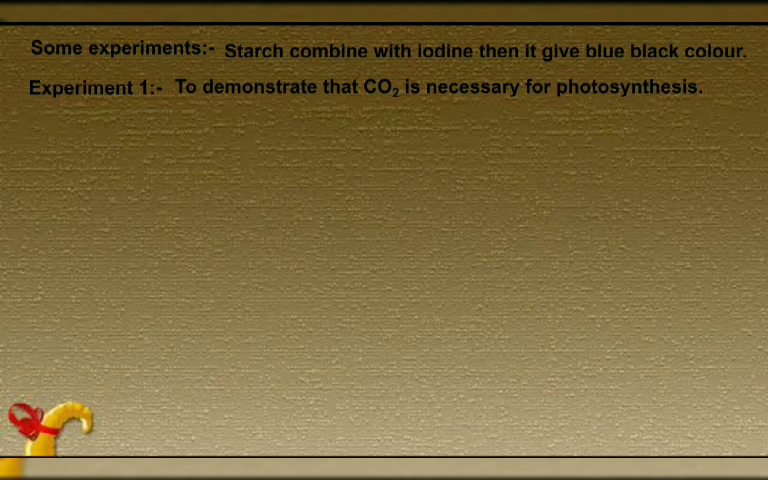 Some experiments:- Starch combine with iodine then it give blue black colour.
Experiment 1:- To demonstrate that CO₂ is necessary for photosynthesis.